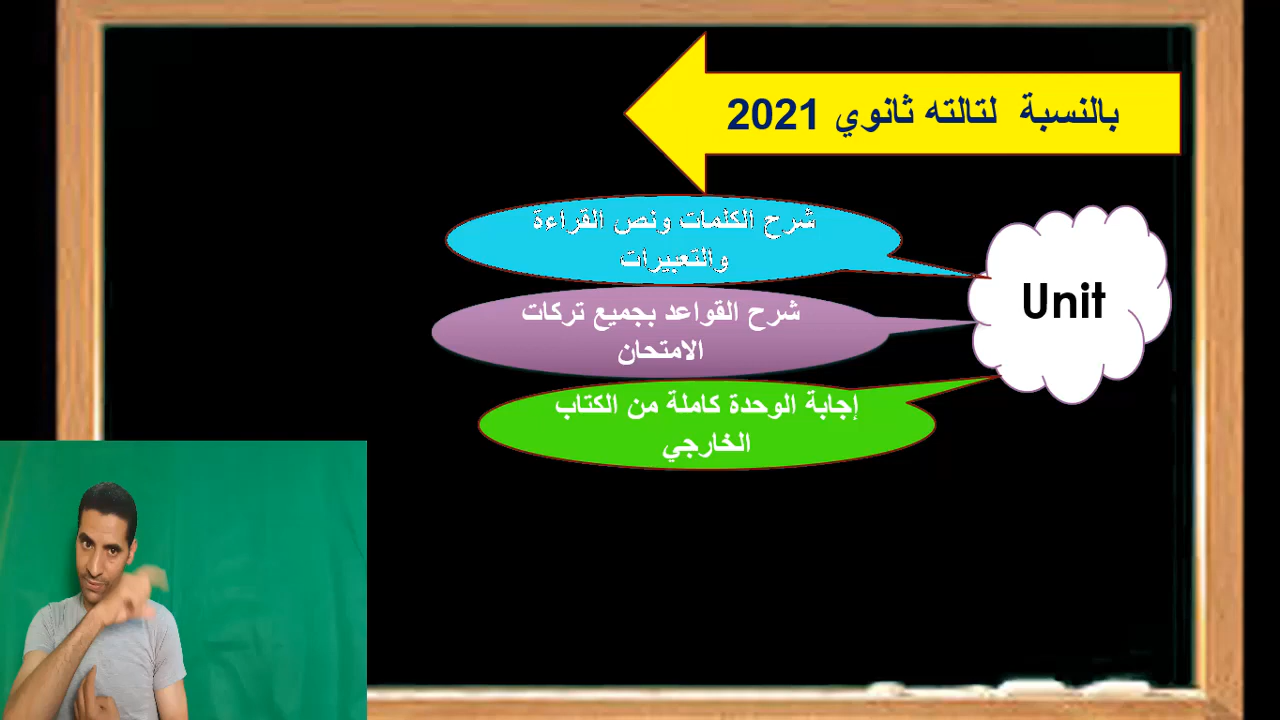 بالنسبة لتالته ثانوي 2021
شرح الكلمات ونص القراءة
والتعبيرات
Unit
شرح القواعد بجميع تركات
الامتحان
إجابة الوحدة كاملة من الكتاب
الخارجي